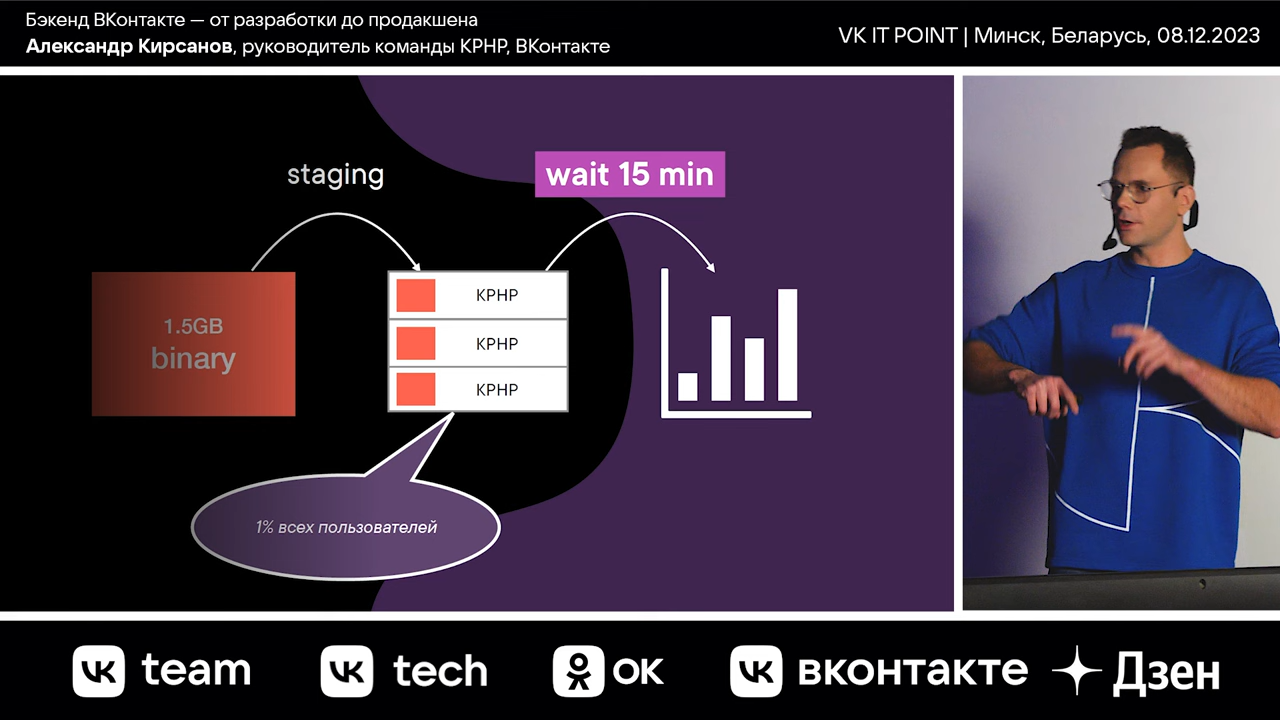 Бэкенд ВКонтакте — от разработки до продакшена
Александр Кирсанов, руководитель команды KPHP, ВКонтакте
VK IT POINT | Минск, Беларусь, 08.12.2023
staging
wait 15 min
1.5GB
binary
KPHP
KPHP
KPHP
1% всех пользователей
team
tech
ok
вконтакте
Дзен